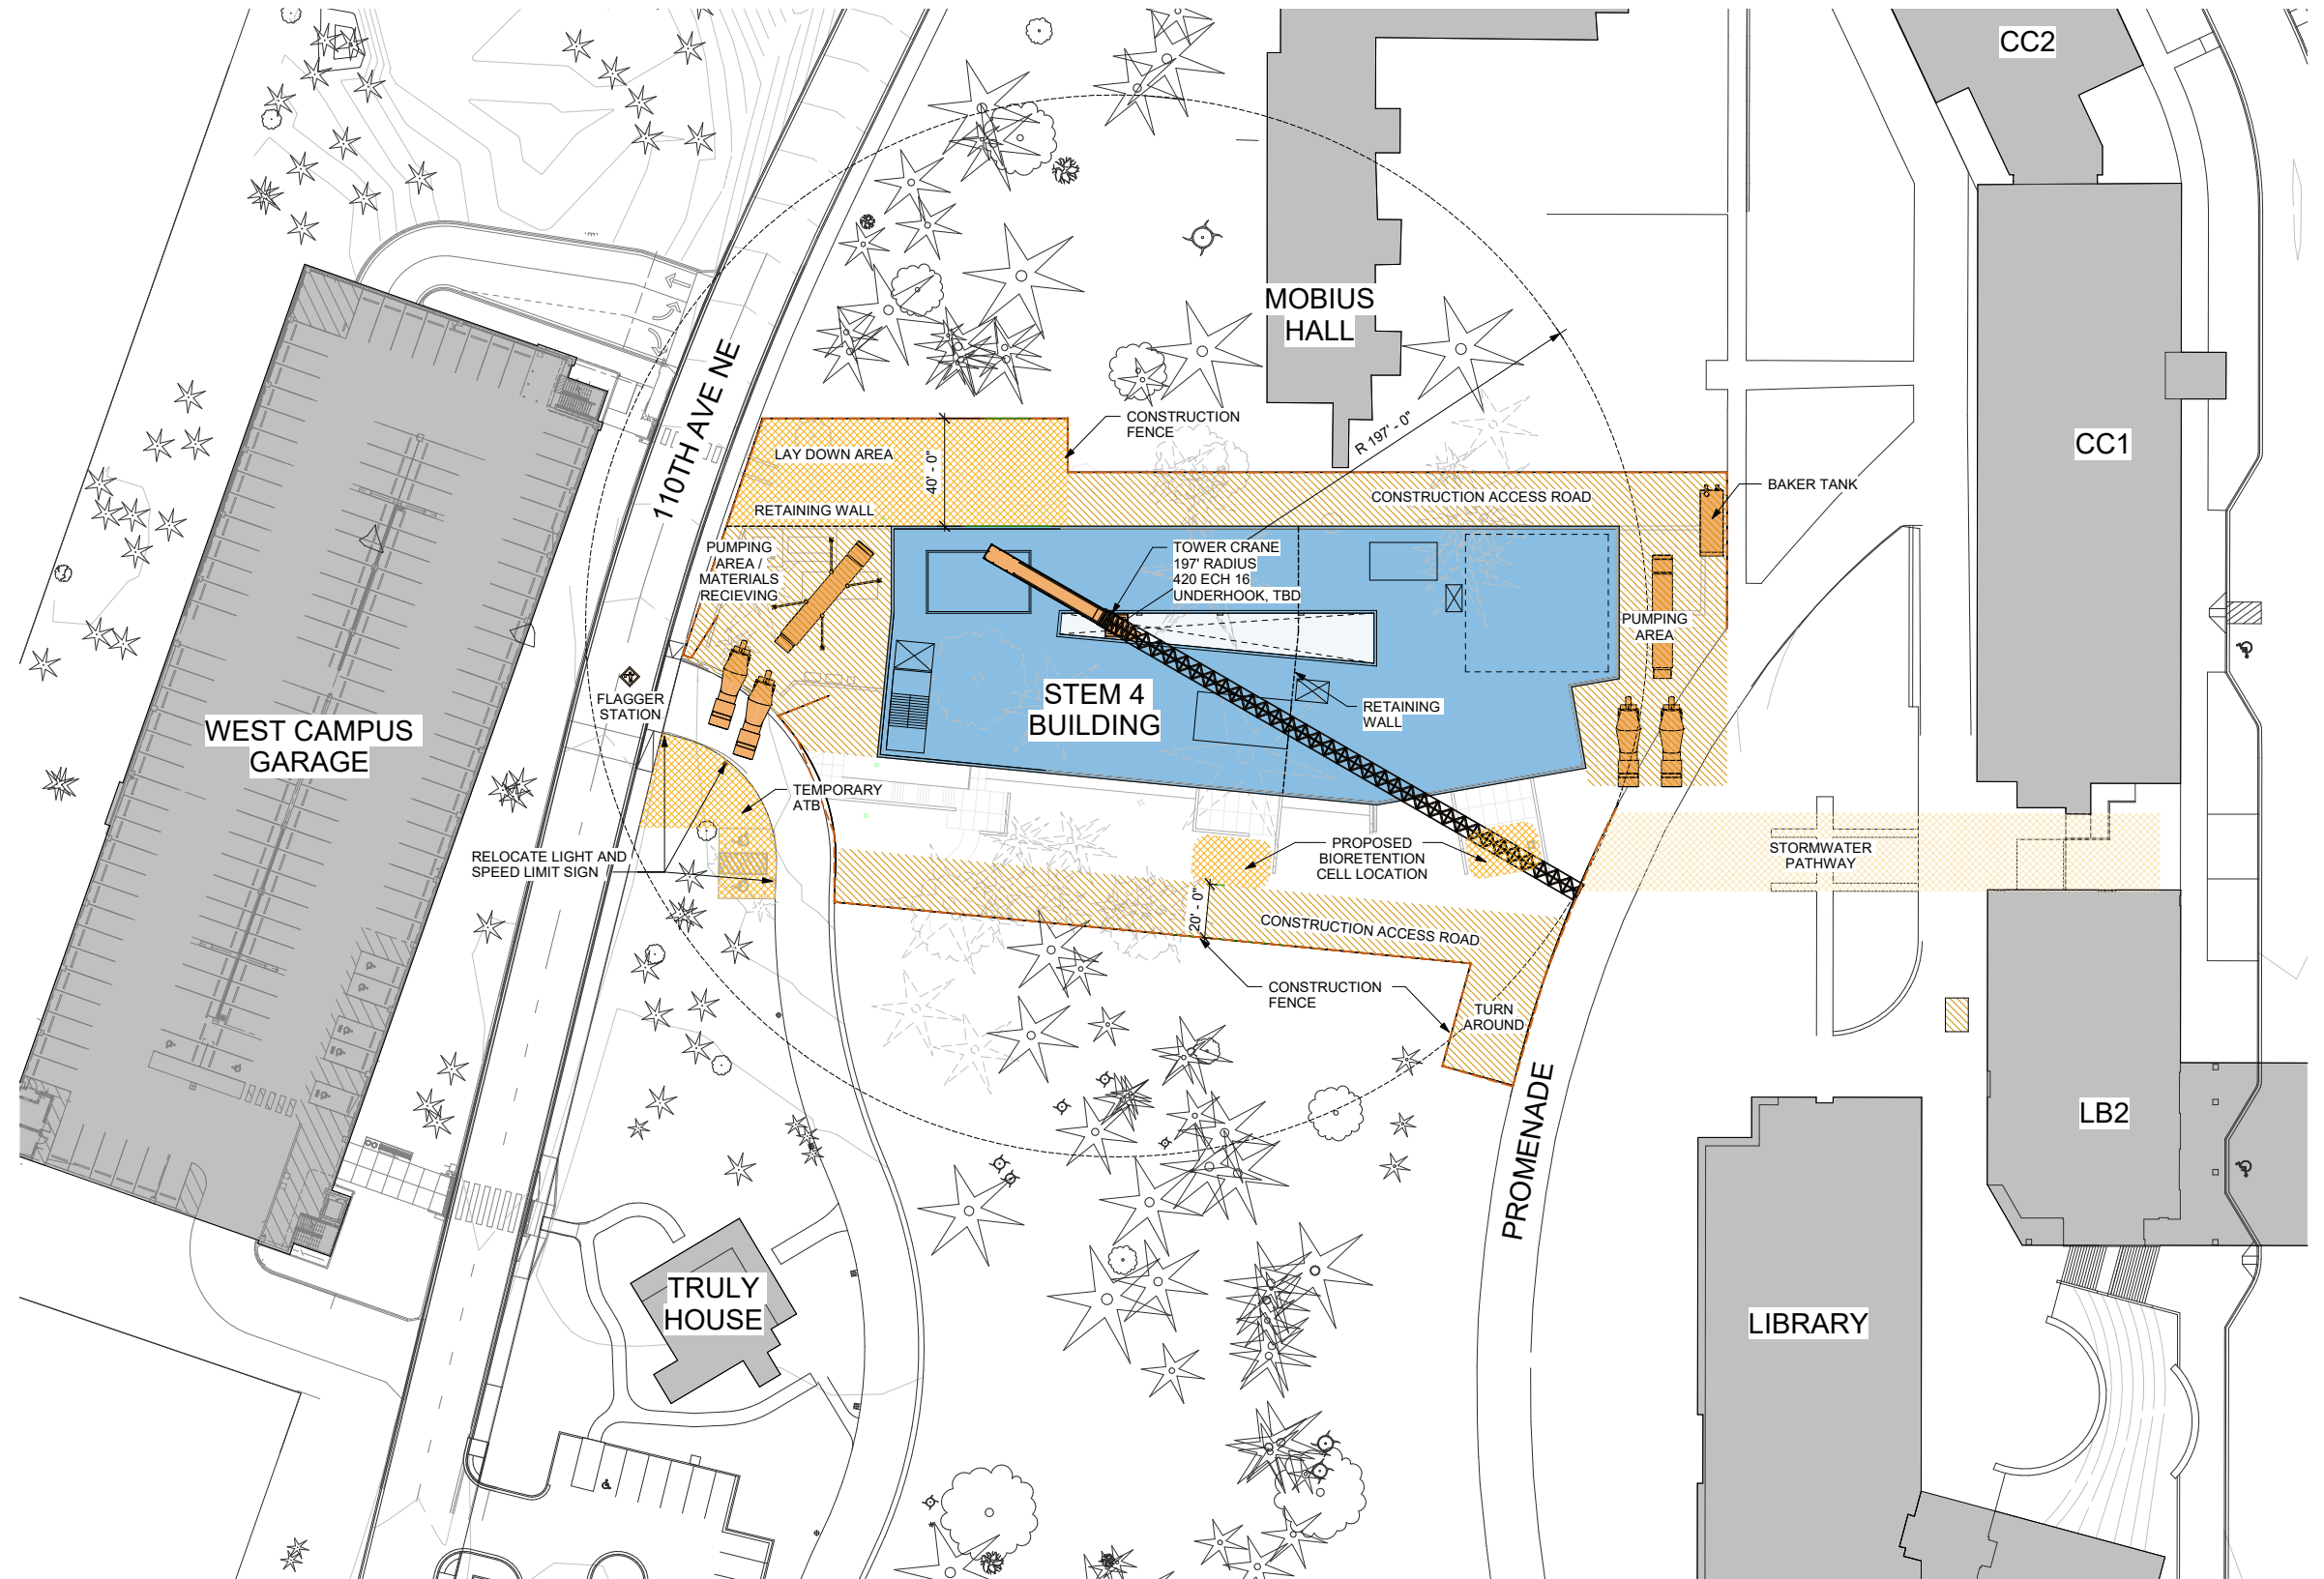 CC2
MOBIUS
HALL
110TH AVE NE
CONSTRUCTION
FENCE
R 197' - 0"
CC1
LAY DOWN AREA
40' - 0"
BAKER TANK
CONSTRUCTION ACCESS ROAD
RETAINING WALL
PUMPING
AREA /
MATERIALS
RECIEVING
TOWER CRANE
197' RADIUS
420 ECH 16
UNDERHOOK, TBD
PUMPING
AREA
FLAGGER
STATION
STEM 4
BUILDING
RETAINING
WALL
WEST CAMPUS
GARAGE
TEMPORARY
ATB
RELOCATE LIGHT AND
SPEED LIMIT SIGN
PROPOSED
BIORETENTION
CELL LOCATION
STORMWATER
PATHWAY
20' - 0"
CONSTRUCTION ACCESS ROAD
CONSTRUCTION
FENCE
TURN
AROUND
PROMENADE
LB2
TRULY
HOUSE
LIBRARY